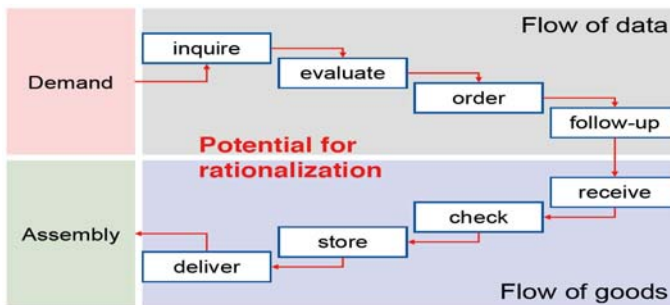 Flow of data
inquire
Demand
evaluate
order
follow-up
Potential for
rationalization
receive
check
Assembly
store
deliver
Flow of goods